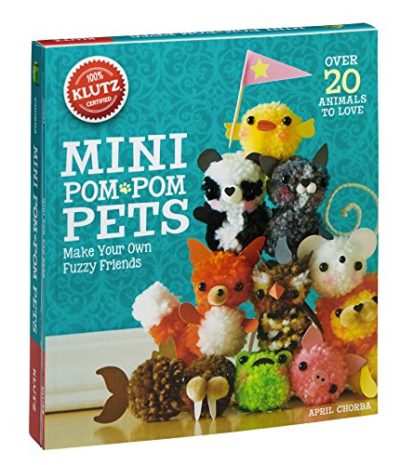 100%
KLUTZ
CERTIFIED
OVER
20
ANIMALS
TO LOVE
MINI
POM POM
PETS
Make Your Own
Fuzzy Friends
APRIL CHORBA
CHORBA
MINI POM POM PETS
KLUTZ